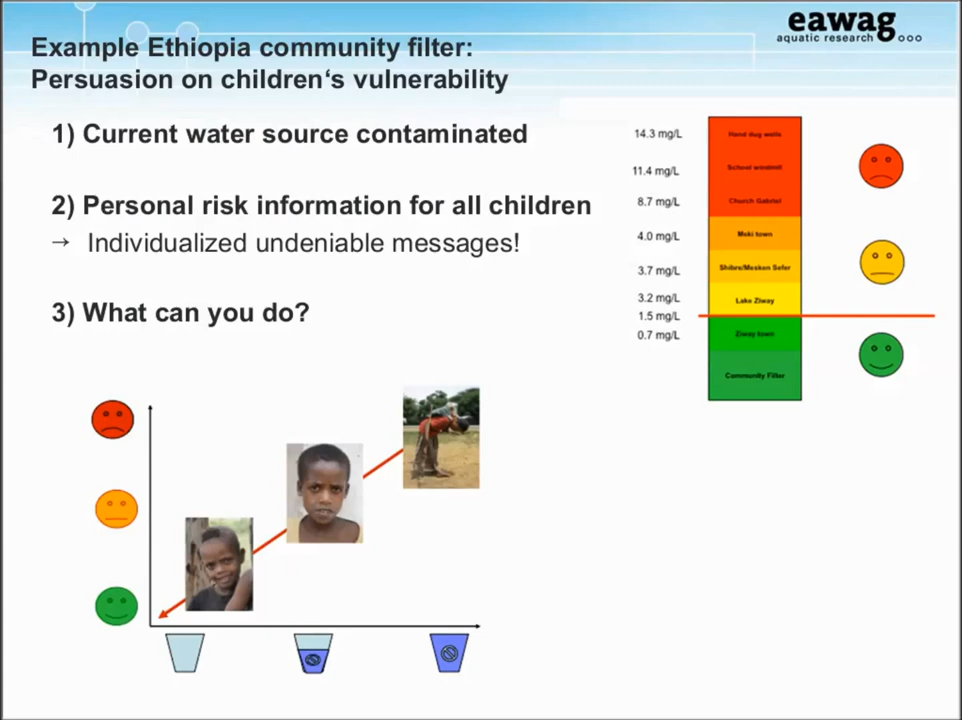 eawag
aquatic research ooo
Example Ethiopia community filter:
Persuasion on children‘s vulnerability
1) Current water source contaminated
2) Personal risk information for all children
→ Individualized undeniable messages!
3) What can you do?
14.3 mg/L Hand dug wells
11.4 mg/L School windmill
8.7 mg/L Church Gabriel
4.0 mg/L Meki town
3.7 mg/L Shibre/Mesken Sefer
3.2 mg/L Lake Ziway
1.5 mg/L
0.7 mg/L Ziway town
Community Filter